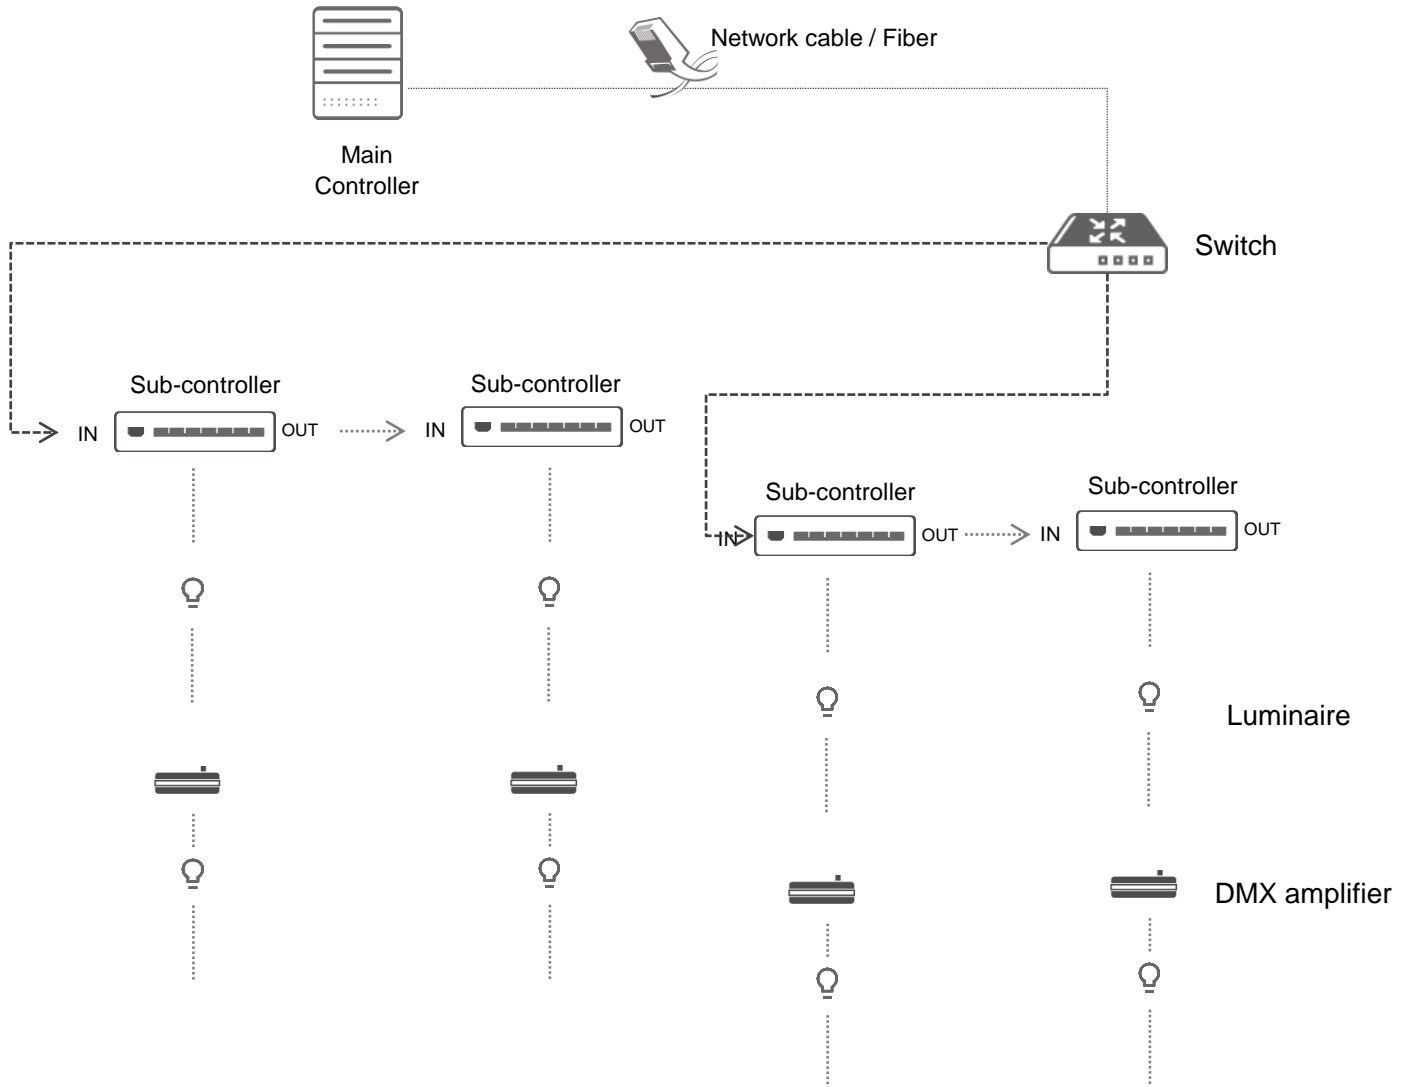 Network cable / Fiber
Main
Controller
Switch
Sub-controller
Sub-controller
IN
OUT
IN
OUT
Sub-controller
Sub-controller
IN
OUT
IN
OUT
Luminaire
DMX amplifier